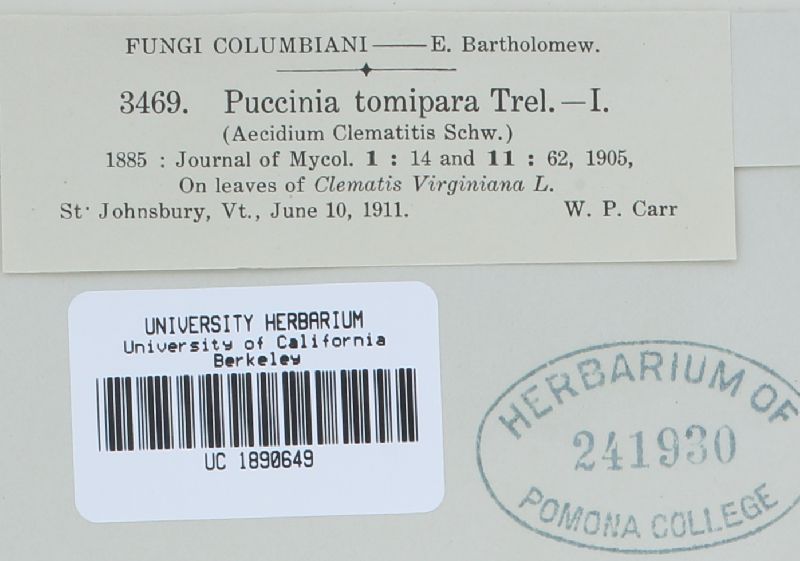 FUNGI COLUMBIANI——E. Bartholomew.
3469. Puccinia tomipara Trel.—I.
(Aecidium Clematitis Schw.)
1885 : Journal of Mycol. 1 : 14 and 11 : 62, 1905,
On leaves of Clematis Virginiana L.
St· Johnsbury, Vt., June 10, 1911. W. P. Carr
UNIVERSITY HERBARIUM
University of California
Berkeley
UC 1890649
HERBARIUM OF
241930
POMONA COLLEGE